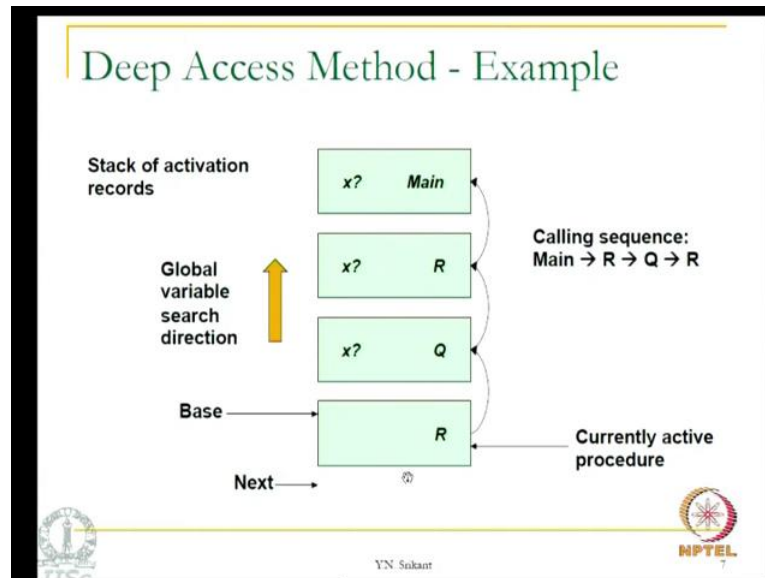 Deep Access Method - Example
Stack of activation
records
x? Main
Calling sequence:
Main → R → Q → R
Global
variable
search
direction
x? R
x? Q
Base
R
Currently active
procedure
Next
YN Srikant
NPTEL
7